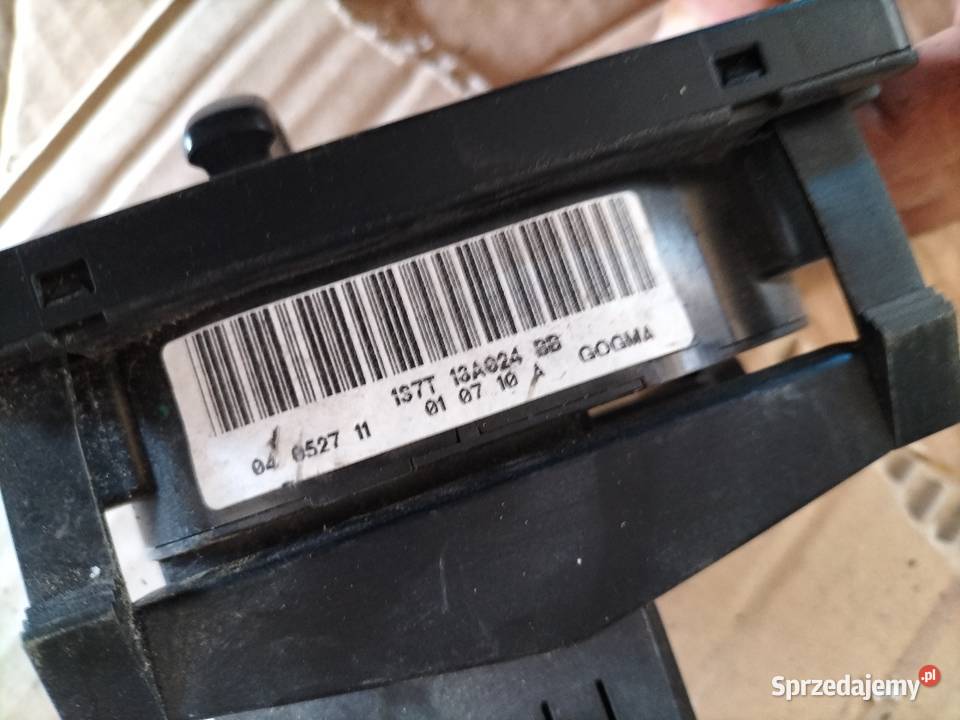 1S7T 13A024 BB GOGMA
04 0527 11 01 07 10 A
Sprzedajemy.pl